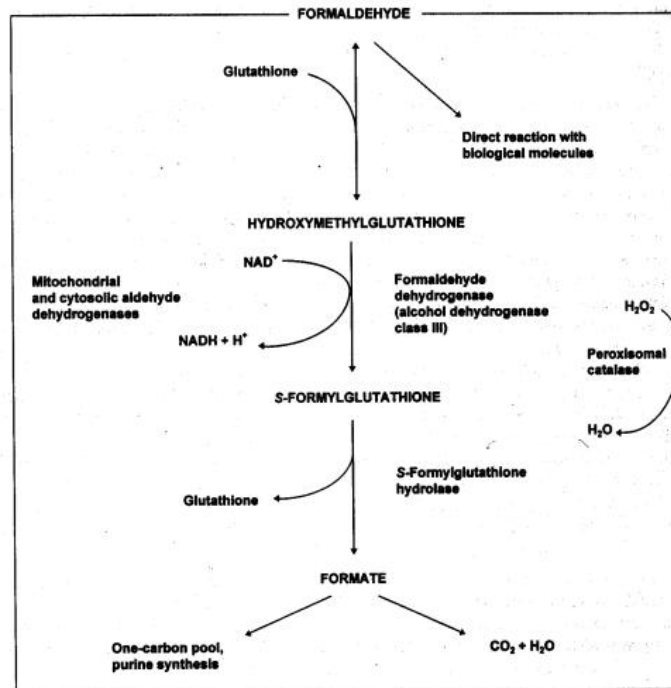 FORMALDEHYDE
Glutathione
Direct reaction with
biological molecules
HYDROXYMETHYLGLUTATHIONE
NAD⁺
Mitochondrial
and cytosolic aldehyde
dehydrogenases
Formaldehyde
dehydrogenase
(alcohol dehydrogenase
class III)
NADH + H⁺
H₂O₂
Peroxisomal
catalase
S-FORMYLGLUTATHIONE
H₂O
S-Formylglutathione
hydrolase
Glutathione
FORMATE
One-carbon pool,
purine synthesis
CO₂ + H₂O